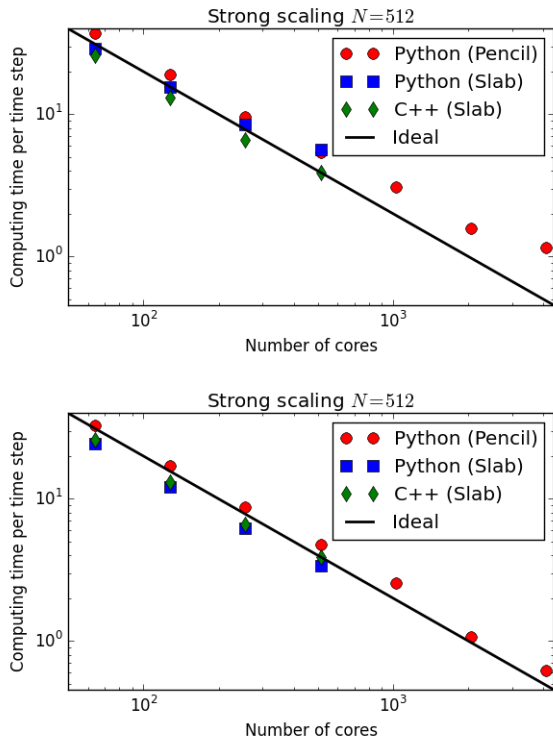 Strong scaling N=512
Computing time per time step
10^1
10^0
Python (Pencil)
Python (Slab)
C++ (Slab)
Ideal
10^2
10^3
Number of cores
Strong scaling N=512
Computing time per time step
10^1
10^0
Python (Pencil)
Python (Slab)
C++ (Slab)
Ideal
10^2
10^3
Number of cores